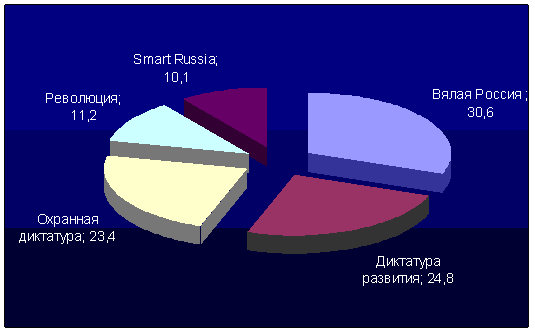 Smart Russia;
10,1
Революция;
11,2
Вялая Россия ;
30,6
Охранная
диктатура; 23,4
Диктатура
развития; 24,8